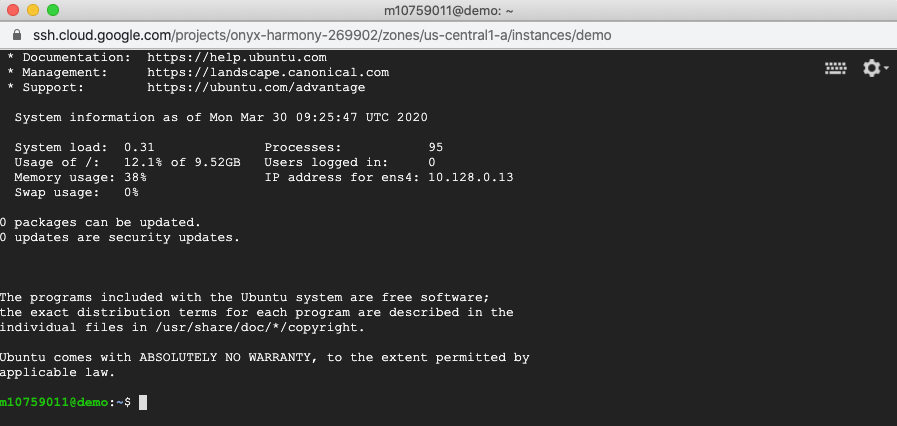 m10759011@demo: ~
ssh.cloud.google.com/projects/onyx-harmony-269902/zones/us-central1-a/instances/demo
* Documentation:  https://help.ubuntu.com
* Management:     https://landscape.canonical.com
* Support:        https://ubuntu.com/advantage
System information as of Mon Mar 30 09:25:47 UTC 2020
System load:  0.31              Processes:           95
Usage of /:   12.1% of 9.52GB   Users logged in:     0
Memory usage: 38%               IP address for ens4: 10.128.0.13
Swap usage:   0%
0 packages can be updated.
0 updates are security updates.
The programs included with the Ubuntu system are free software;
the exact distribution terms for each program are described in the
individual files in /usr/share/doc/*/copyright.
Ubuntu comes with ABSOLUTELY NO WARRANTY, to the extent permitted by
applicable law.
m10759011@demo:~$